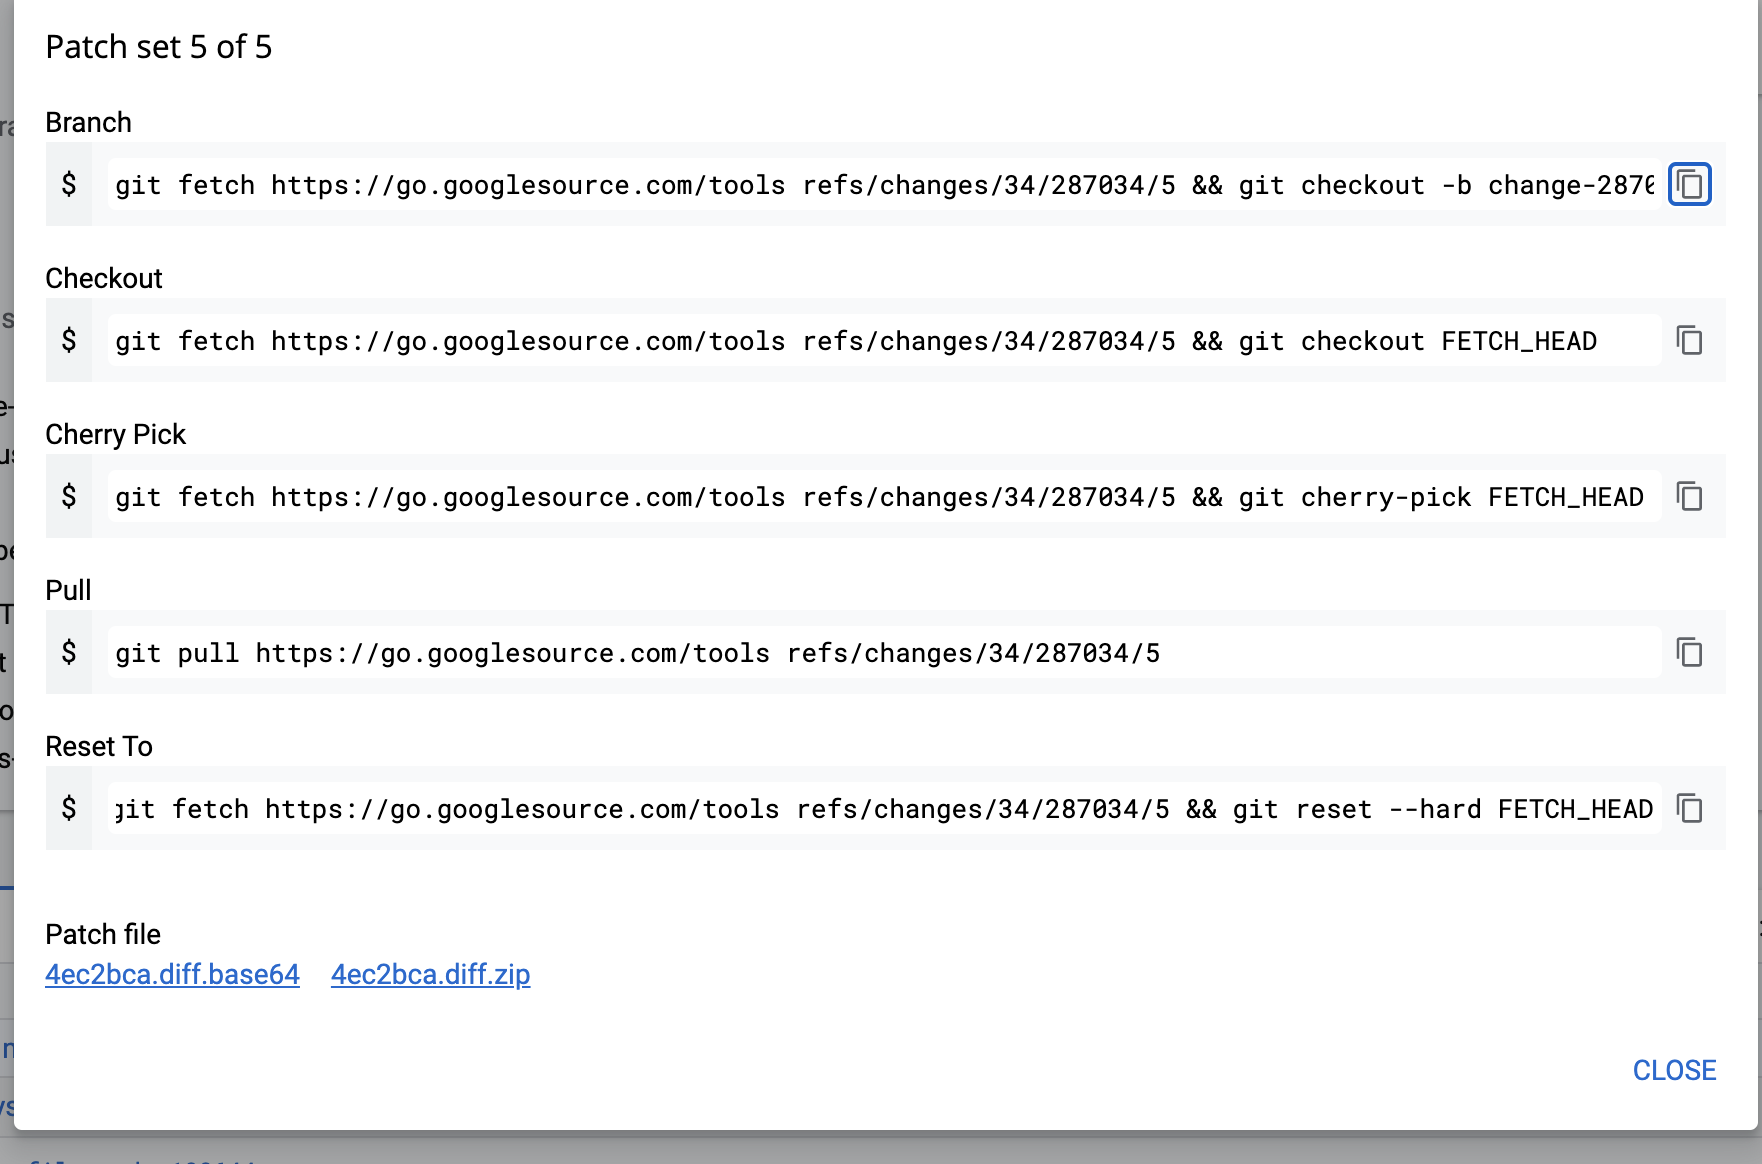 Patch set 5 of 5
Branch
$ git fetch https://go.googlesource.com/tools refs/changes/34/287034/5 && git checkout -b change-2870
Checkout
$ git fetch https://go.googlesource.com/tools refs/changes/34/287034/5 && git checkout FETCH_HEAD
Cherry Pick
$ git fetch https://go.googlesource.com/tools refs/changes/34/287034/5 && git cherry-pick FETCH_HEAD
Pull
$ git pull https://go.googlesource.com/tools refs/changes/34/287034/5
Reset To
$ git fetch https://go.googlesource.com/tools refs/changes/34/287034/5 && git reset --hard FETCH_HEAD
Patch file
4ec2bca.diff.base64 4ec2bca.diff.zip
CLOSE